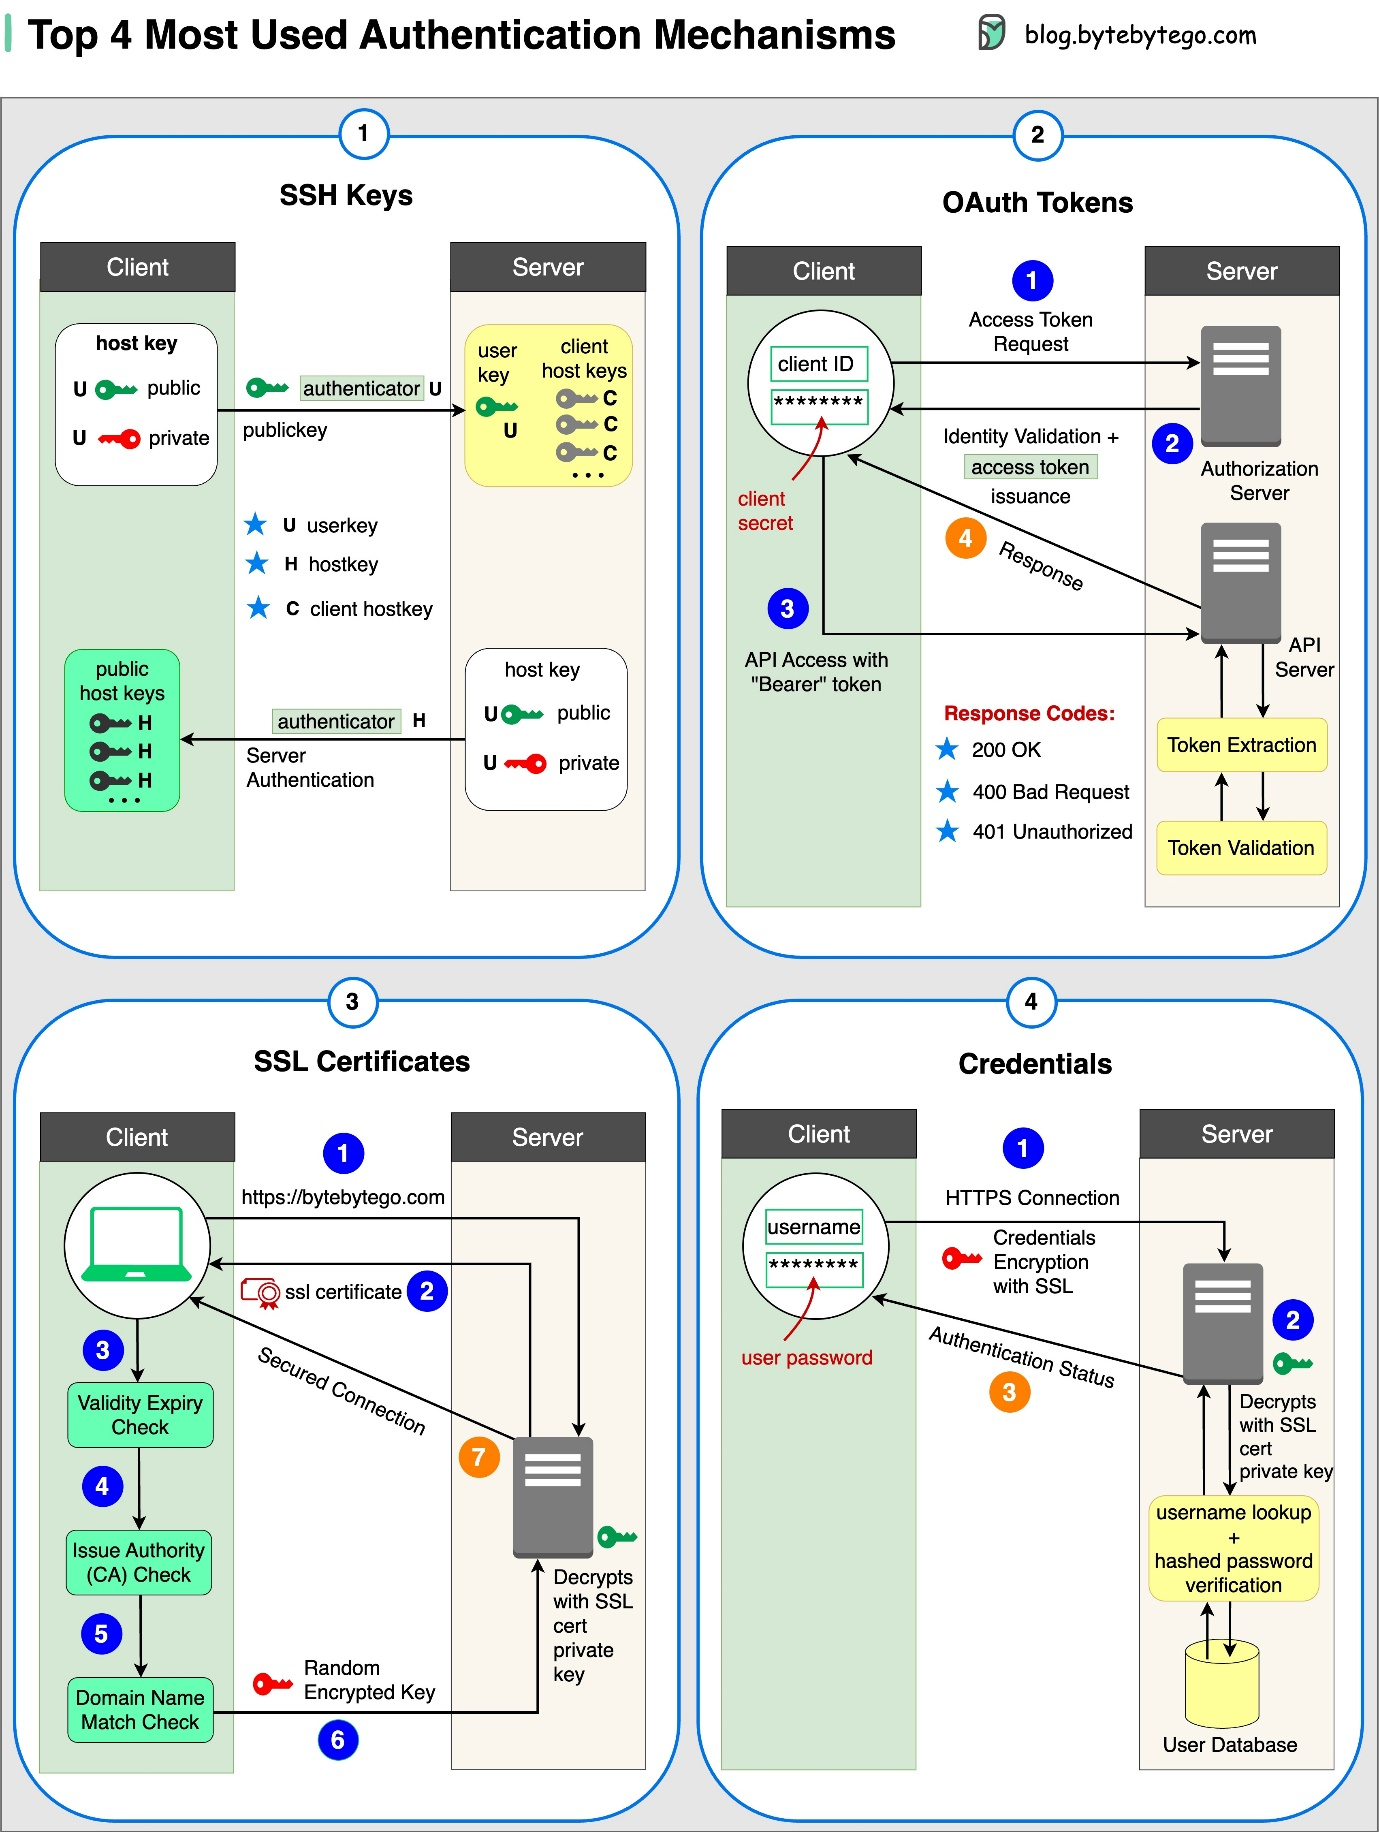 Top 4 Most Used Authentication Mechanisms
blog.bytebytego.com
1
SSH Keys
Client
Server
host key
U public
U private
authenticator U
publickey
user
key
U
client
host keys
C
C
C
...
U userkey
H hostkey
C client hostkey
public
host keys
H
H
H
...
authenticator H
Server
Authentication
host key
U public
U private
2
OAuth Tokens
Client
Server
1
Access Token
Request
client ID
********
client
secret
2
Identity Validation +
access token
issuance
Authorization
Server
4
Response
3
API Access with
"Bearer" token
API
Server
Response Codes:
200 OK
400 Bad Request
401 Unauthorized
Token Extraction
Token Validation
3
SSL Certificates
Client
Server
1
https://bytebytego.com
ssl certificate 2
Secured Connection
7
3
Validity Expiry
Check
4
Issue Authority
(CA) Check
5
Domain Name
Match Check
Random
Encrypted Key
6
Decrypts
with SSL
cert
private
key
4
Credentials
Client
Server
1
HTTPS Connection
username
********
user password
Credentials
Encryption
with SSL
Authentication Status
3
2
Decrypts
with SSL
cert
private key
username lookup
+
hashed password
verification
User Database